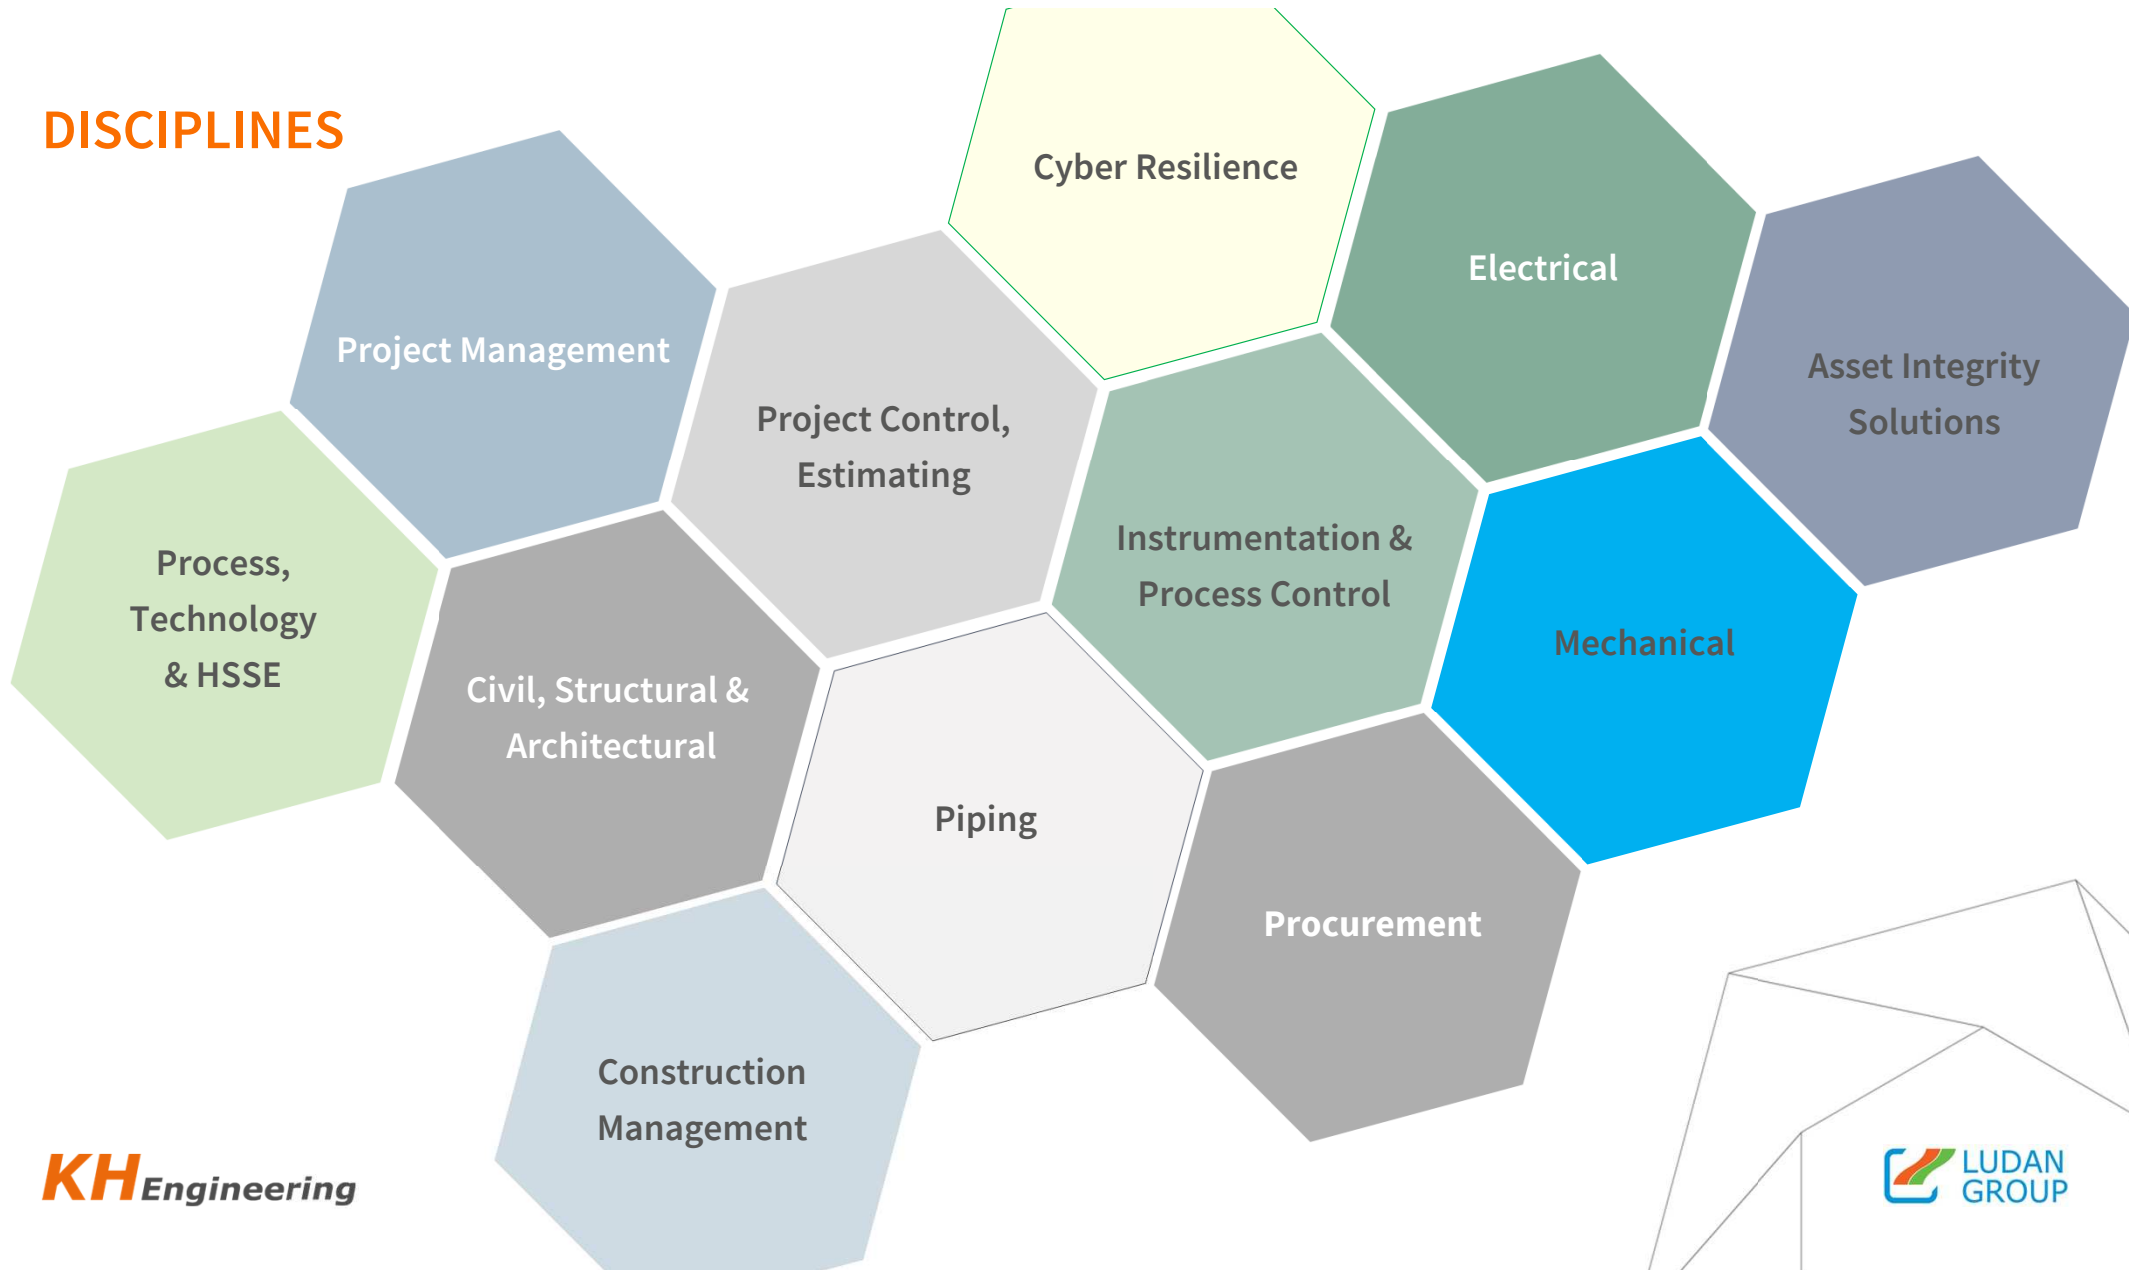 DISCIPLINES
Cyber Resilience
Electrical
Project Management
Asset Integrity
Solutions
Project Control,
Estimating
Instrumentation &
Process Control
Process,
Technology
& HSSE
Mechanical
Civil, Structural &
Architectural
Piping
Procurement
Construction
Management
KH Engineering
LUDAN
GROUP